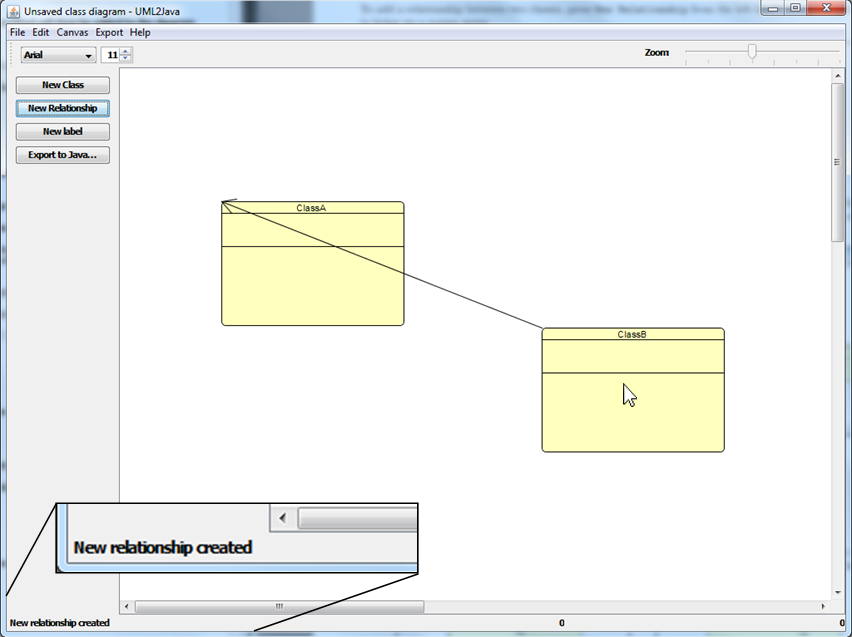 Unsaved class diagram - UML2Java
File Edit Canvas Export Help
Arial 11 Zoom
New Class
New Relationship
New label
Export to Java...
ClassA
ClassB
New relationship created
New relationship created 0 0